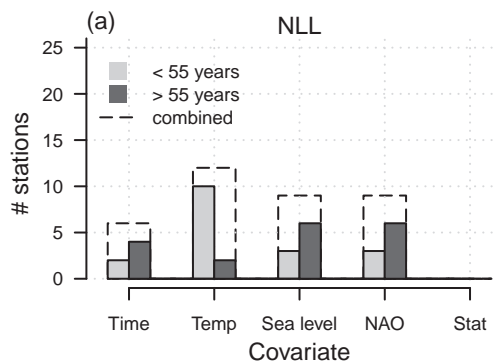 (a) NLL
25
20
15
10
5
0
# stations
< 55 years
> 55 years
combined
Time Temp Sea level NAO Stat
Covariate